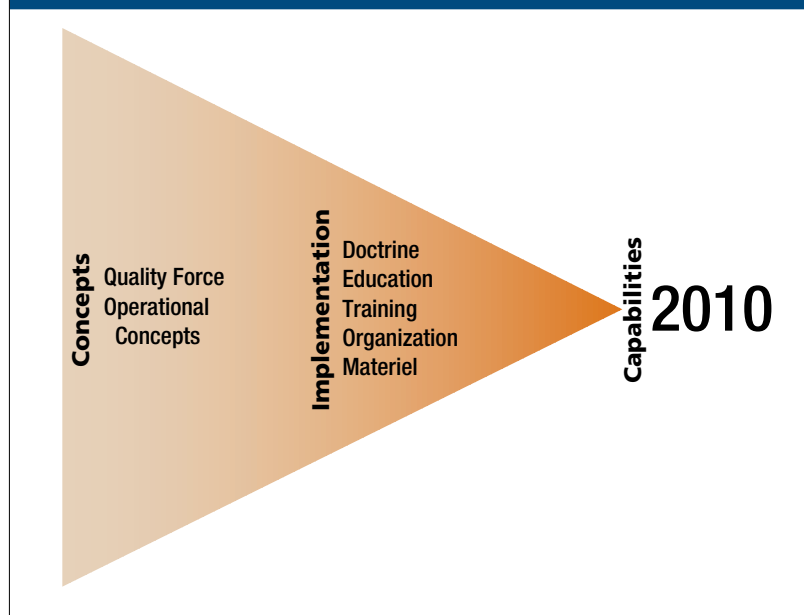 Concepts
Quality Force
Operational
Concepts
Implementation
Doctrine
Education
Training
Organization
Materiel
Capabilities
2010